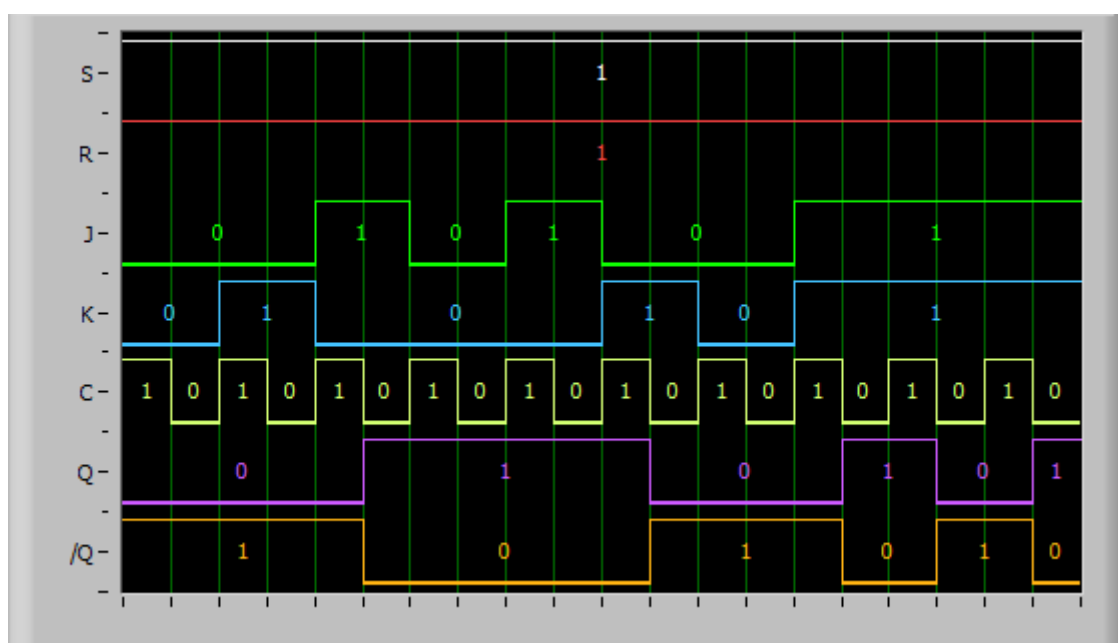 S 1
R 1
J 0 1 0 1 0 1
K 0 1 0 1 0 1
C 1 0 1 0 1 0 1 0 1 0 1 0 1 0 1 0 1 0 1 0
Q 0 1 0 1 0 1
/Q 1 0 1 0 1 0